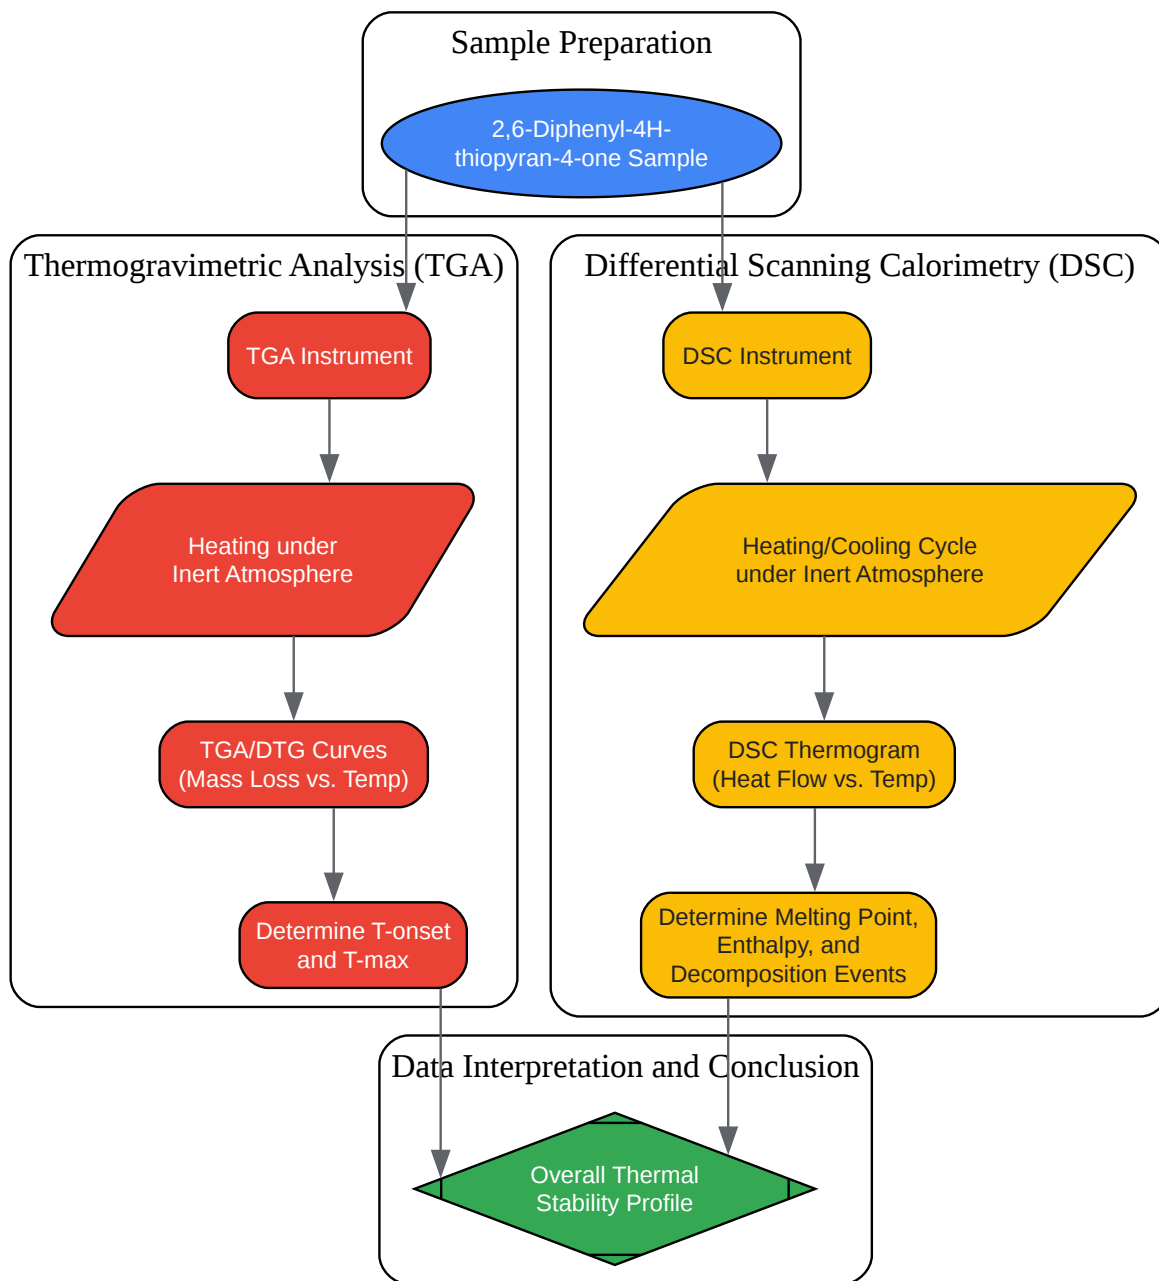 Sample Preparation
2,6-Diphenyl-4H-
thiopyran-4-one Sample
Thermogravimetric Analysis (TGA)
TGA Instrument
Heating under
Inert Atmosphere
TGA/DTG Curves
(Mass Loss vs. Temp)
Determine T-onset
and T-max
Differential Scanning Calorimetry (DSC)
DSC Instrument
Heating/Cooling Cycle
under Inert Atmosphere
DSC Thermogram
(Heat Flow vs. Temp)
Determine Melting Point,
Enthalpy, and
Decomposition Events
Data Interpretation and Conclusion
Overall Thermal
Stability Profile